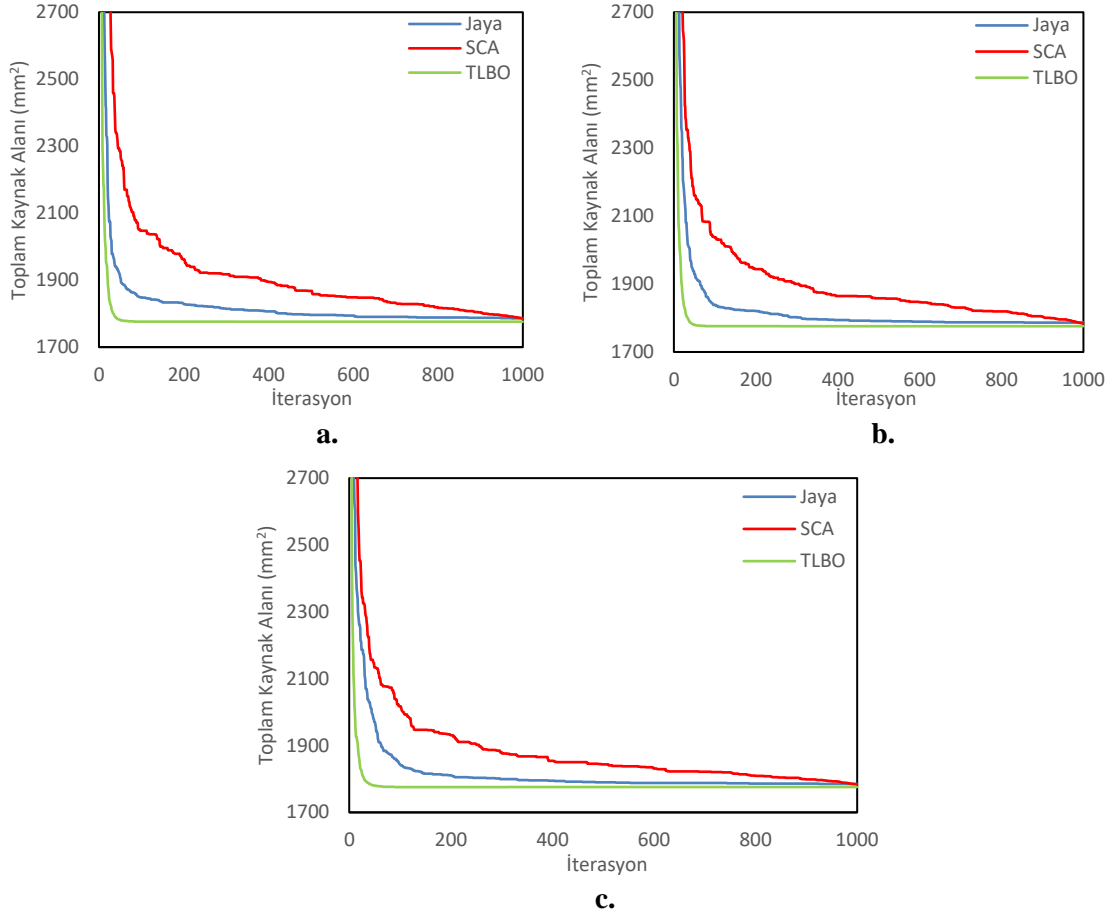 2700
2500
2300
2100
1900
1700
Toplam Kaynak Alanı (mm²)
Jaya
SCA
TLBO
0 200 400 600 800 1000
İterasyon
a.
2700
2500
2300
2100
1900
1700
Toplam Kaynak Alanı (mm²)
Jaya
SCA
TLBO
0 200 400 600 800 1000
İterasyon
b.
2700
2500
2300
2100
1900
1700
Toplam Kaynak Alanı (mm²)
Jaya
SCA
TLBO
0 200 400 600 800 1000
İterasyon
c.